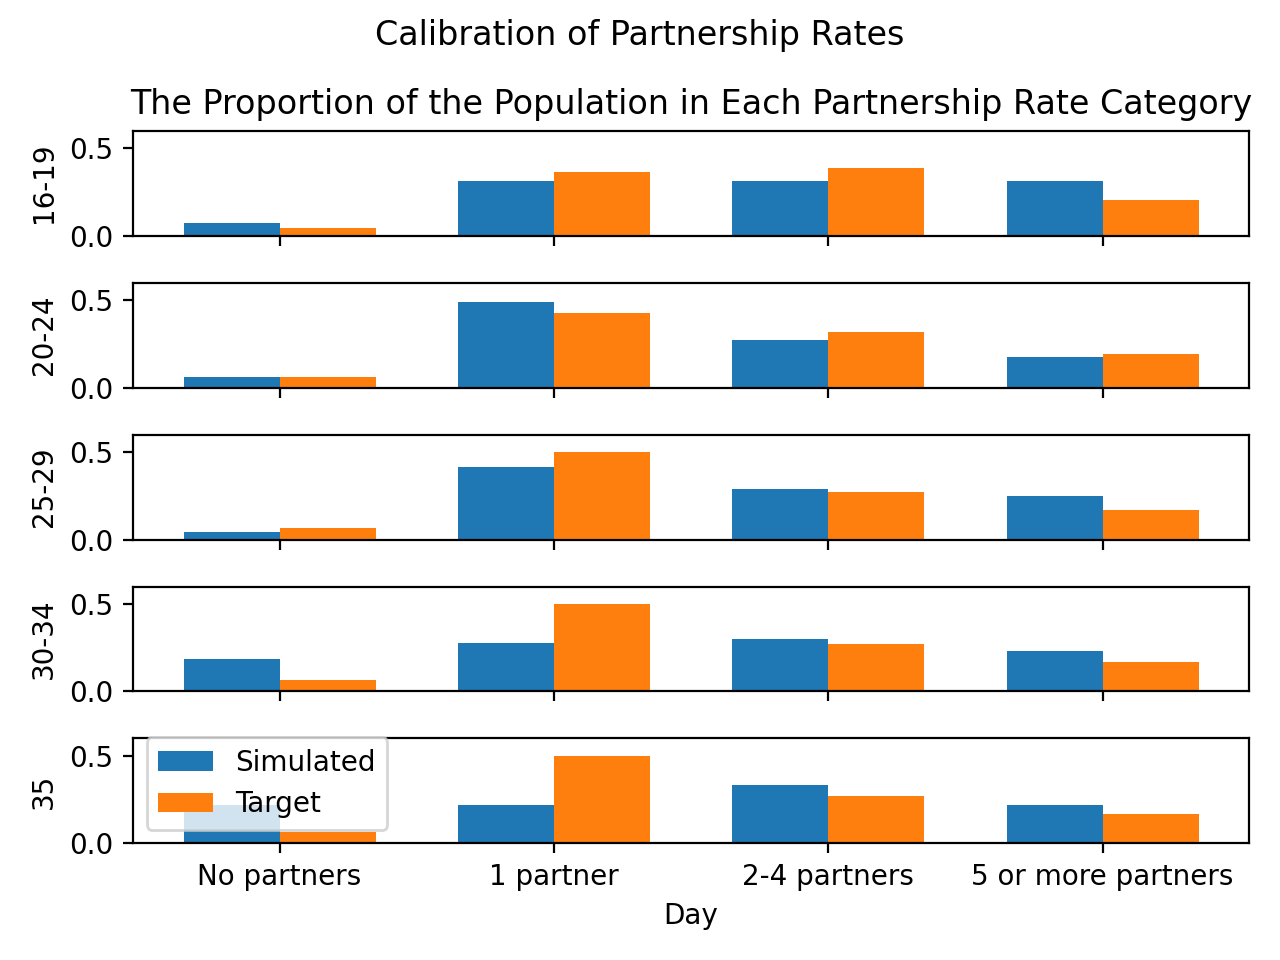 Calibration of Partnership Rates
The Proportion of the Population in Each Partnership Rate Category
16-19
0.5
0.0
20-24
0.5
0.0
25-29
0.5
0.0
30-34
0.5
0.0
35
0.5
0.0
Simulated
Target
No partners
1 partner
2-4 partners
5 or more partners
Day